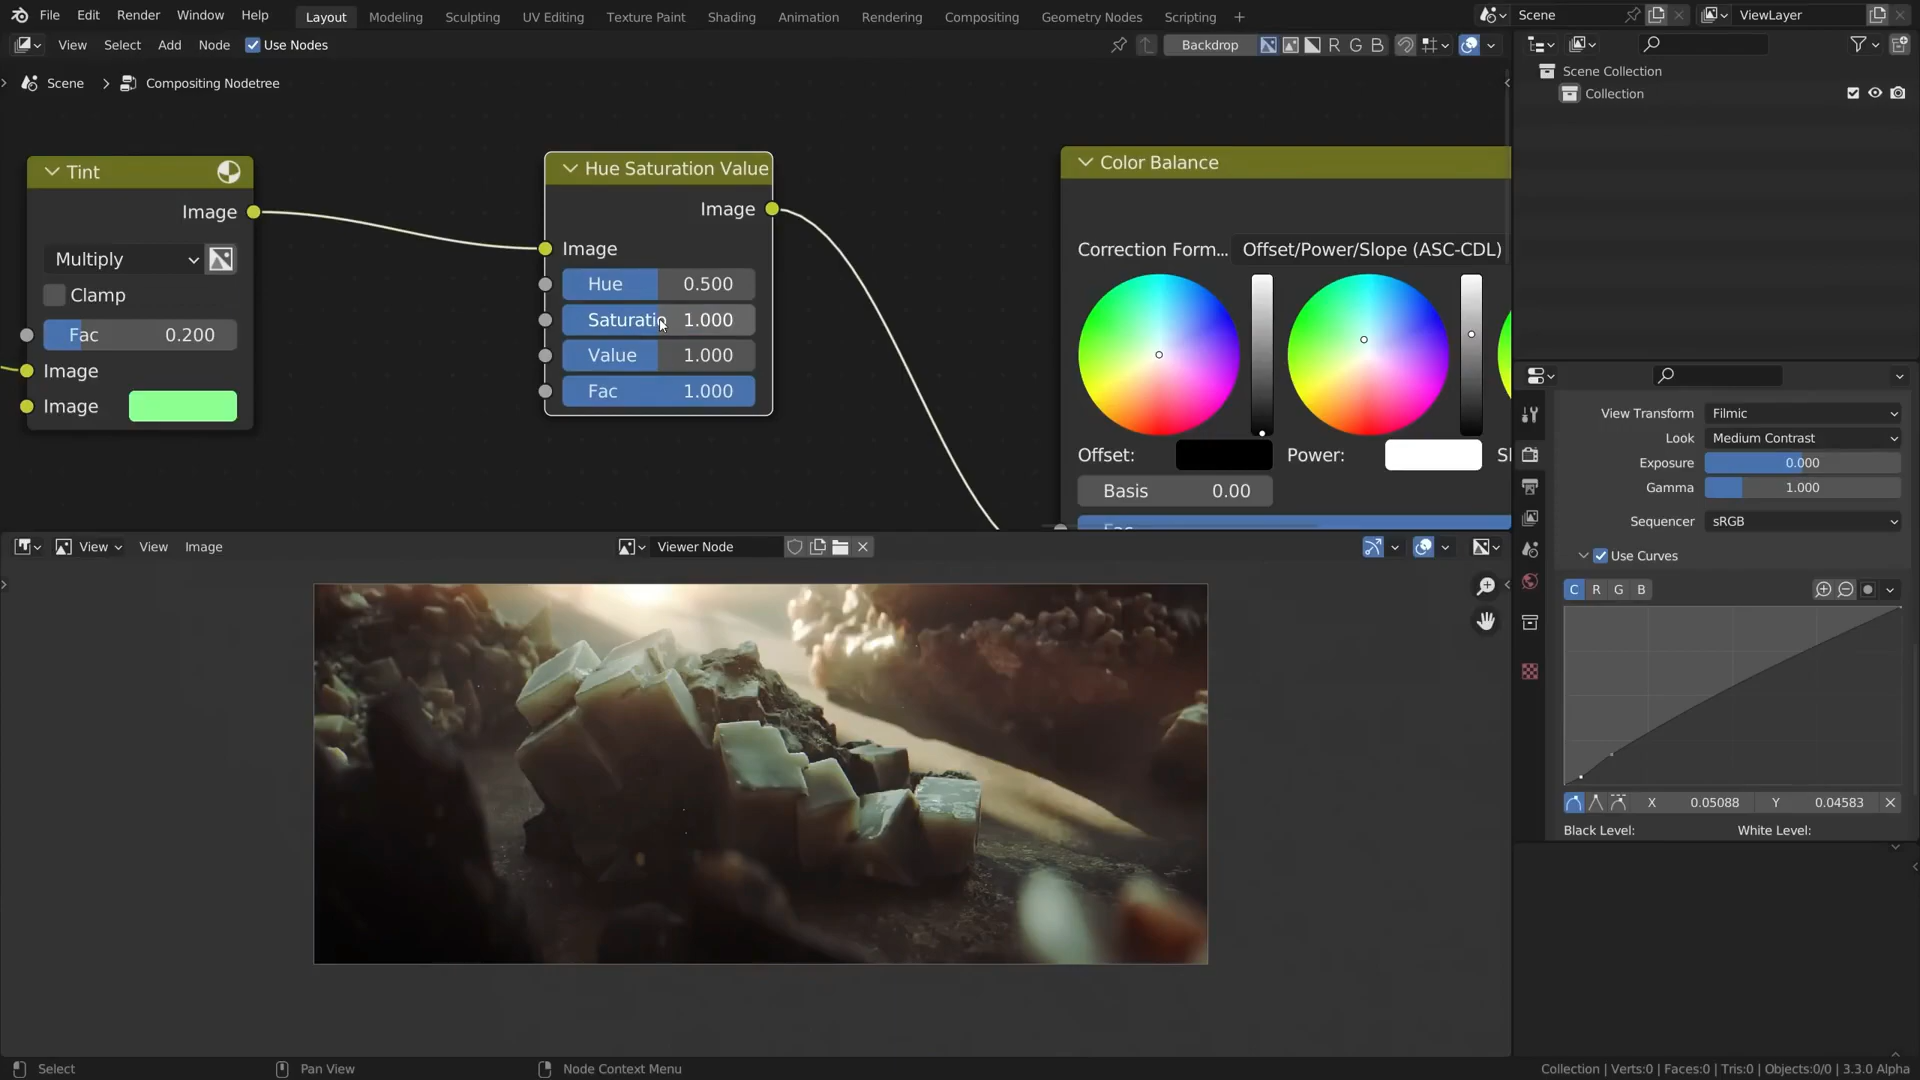 File Edit Render Window Help Layout Modeling Sculpting UV Editing Texture Paint Shading Animation Rendering Compositing Geometry Nodes Scripting + Scene ViewLayer
View Select Add Node Use Nodes Backdrop R G B
Scene > Compositing Nodetree
Scene Collection
Collection
Tint
Image
Multiply
Clamp
Fac 0.200
Image
Image
Hue Saturation Value
Image
Image
Hue 0.500
Saturatio 1.000
Value 1.000
Fac 1.000
Color Balance
Correction Form... Offset/Power/Slope (ASC-CDL)
Offset: Power: Sl
Basis 0.00
Fac
View Transform Filmic
Look Medium Contrast
Exposure 0.000
Gamma 1.000
Sequencer sRGB
Use Curves
C R G B
X 0.05088 Y 0.04583
Black Level: White Level:
View View Image Viewer Node
Select Pan View Node Context Menu Collection | Verts:0 | Faces:0 | Tris:0 | Objects:0/0 | 3.3.0 Alpha